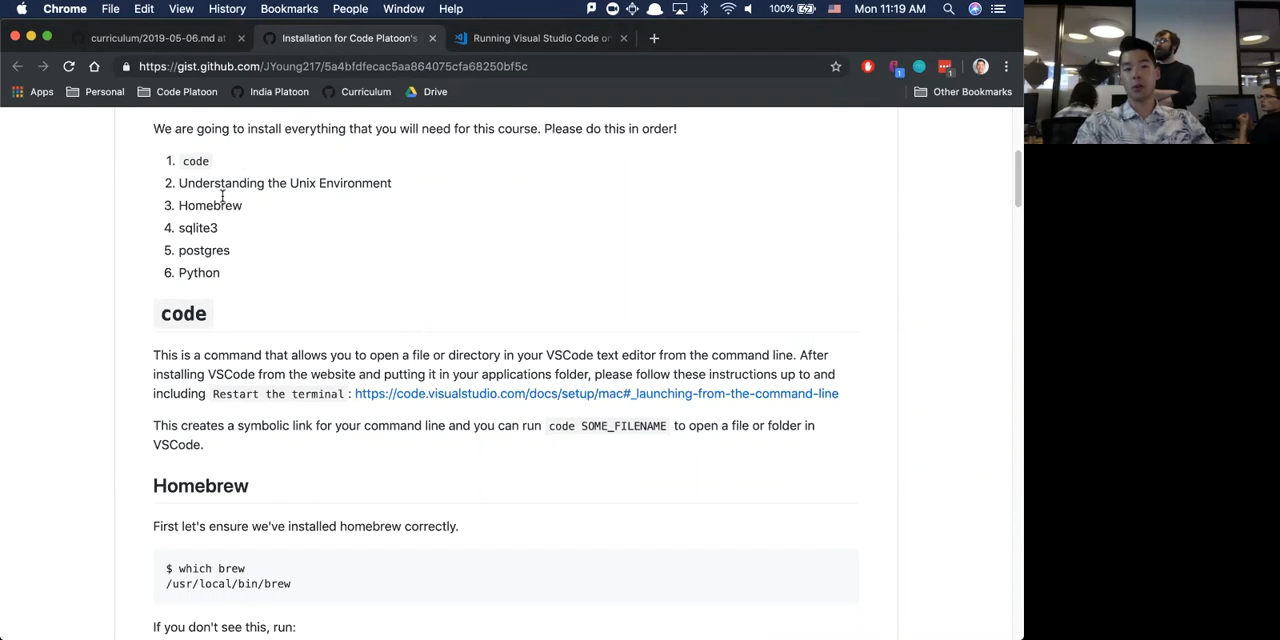 Chrome File Edit View History Bookmarks People Window Help 100% Mon 11:19 AM
curriculum/2019-05-06.md at Installation for Code Platoon's Running Visual Studio Code on
https://gist.github.com/JYoung217/5a4bfdfecac5aa864075cfa68250bf5c
Apps Personal Code Platoon India Platoon Curriculum Drive Other Bookmarks
We are going to install everything that you will need for this course. Please do this in order!
1. code
2. Understanding the Unix Environment
3. Homebrew
4. sqlite3
5. postgres
6. Python
code
This is a command that allows you to open a file or directory in your VSCode text editor from the command line. After
installing VSCode from the website and putting it in your applications folder, please follow these instructions up to and
including Restart the terminal : https://code.visualstudio.com/docs/setup/mac#_launching-from-the-command-line
This creates a symbolic link for your command line and you can run code SOME_FILENAME to open a file or folder in
VSCode.
Homebrew
First let's ensure we've installed homebrew correctly.
$ which brew
/usr/local/bin/brew
If you don't see this, run: